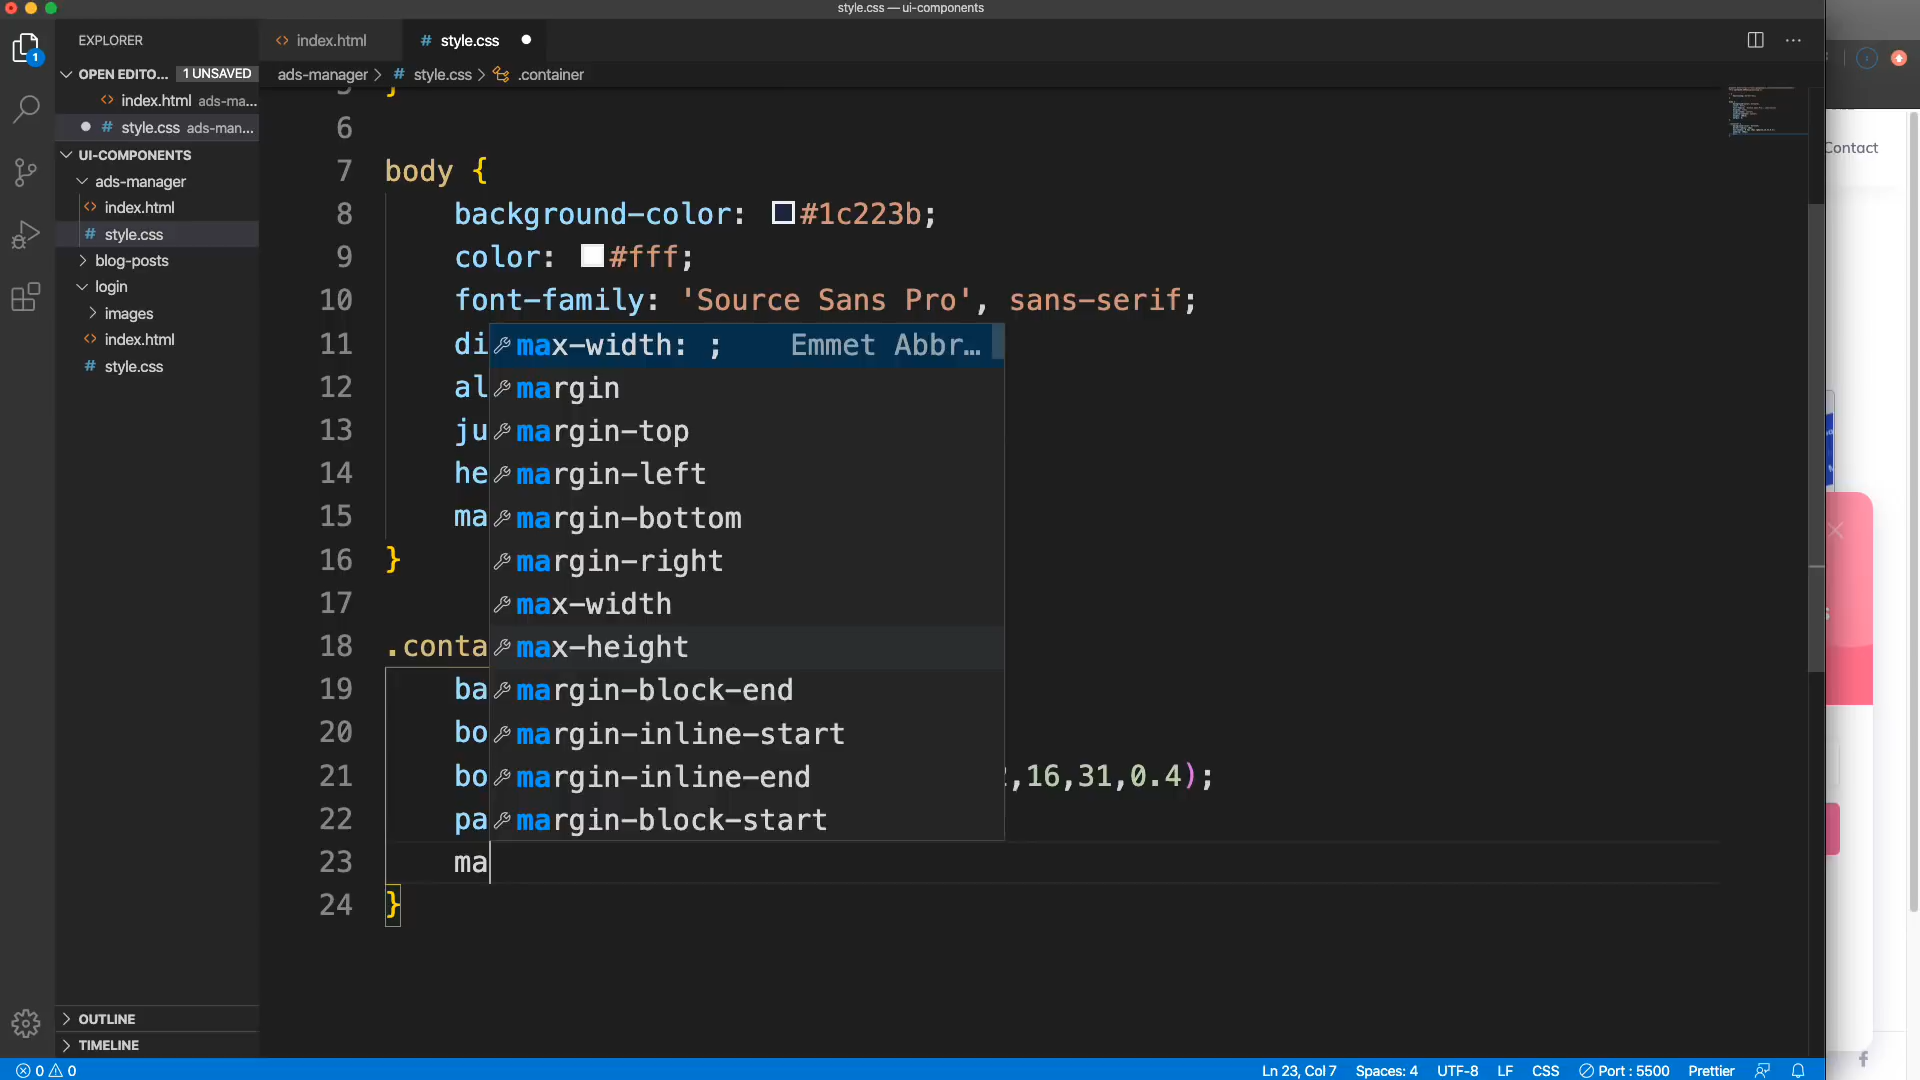 style.css — ui-components
EXPLORER
index.html
# style.css
OPEN EDITO... 1 UNSAVED
ads-manager > # style.css > .container
index.html ads-ma...
# style.css ads-man...
UI-COMPONENTS
ads-manager
index.html
# style.css
blog-posts
login
images
index.html
# style.css
OUTLINE
TIMELINE
}
6
7 body {
8 background-color: #1c223b;
9 color: #fff;
10 font-family: 'Source Sans Pro', sans-serif;
11 di
12 al
13 ju
14 he
15 ma
16 }
17
18 .conta
19 ba
20 bo
21 bo ,16,31,0.4);
22 pa
23 ma
24 }
max-width: ; Emmet Abbr...
margin
margin-top
margin-left
margin-bottom
margin-right
max-width
max-height
margin-block-end
margin-inline-start
margin-inline-end
margin-block-start
Contact
1
0 0
Ln 23, Col 7 Spaces: 4 UTF-8 LF CSS Port : 5500 Prettier